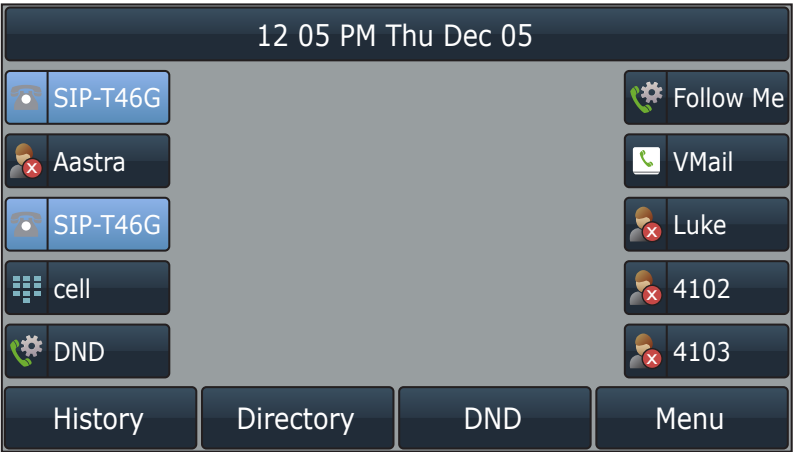 12 05 PM Thu Dec 05
SIP-T46G
Follow Me
Aastra
VMail
SIP-T46G
Luke
cell
4102
DND
4103
History
Directory
DND
Menu